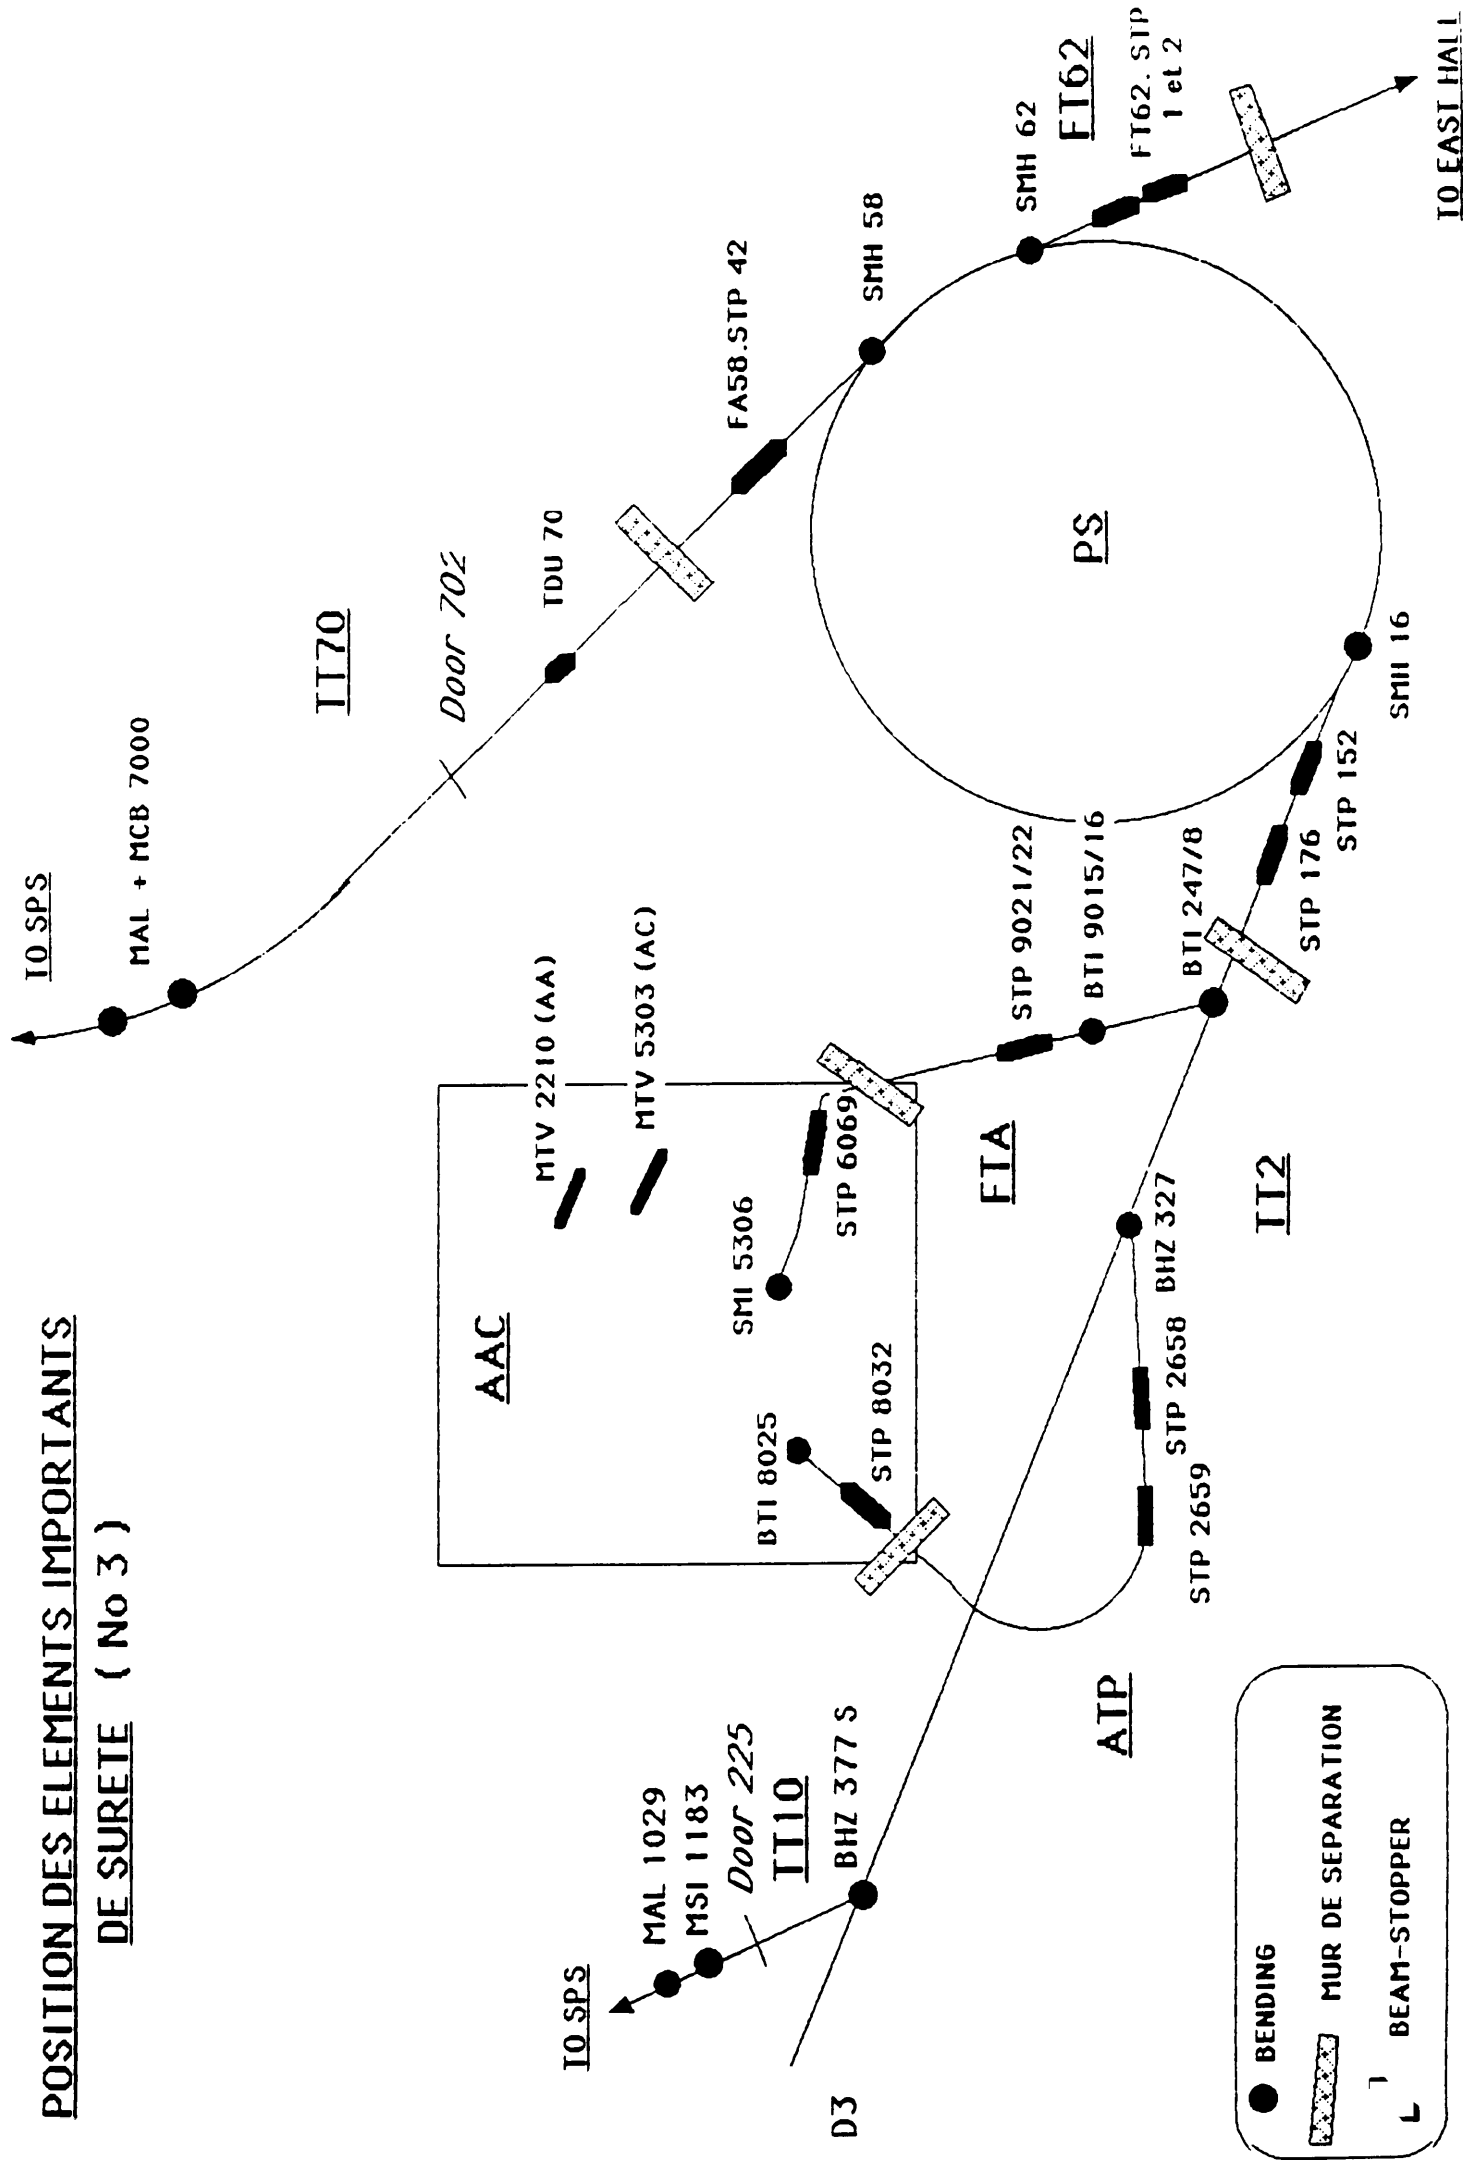 POSITION DES ELEMENTS IMPORTANTS
DE SURETE ( No 3 )
TO SPS
MAL + MCB 7000
TT70
Door 702
TDU 70
FA58.STP 42
SMH 58
SMH 62
FT62
FT62. STP
1 et 2
TO EAST HALL
PS
SMH 16
STP 152
STP 176
BTI 247/8
BTI 9015/16
STP 9021/22
MTV 2210 (AA)
MTV 5303 (AC)
AAC
SMI 5306
STP 6069
BTI 8025
STP 8032
FTA
TT2
BHZ 327
STP 2658
STP 2659
ATP
TO SPS
MAL 1029
MSI 1183
Door 225
TT10
BHZ 377 S
D3
BENDING
MUR DE SEPARATION
BEAM-STOPPER